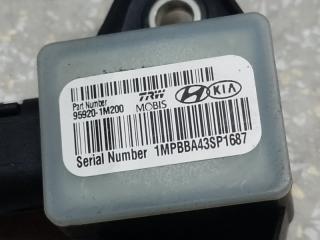 Part Number
95920-1M200
TRW
MOBIS
KIA
Serial Number 1MPBBA43SP1687